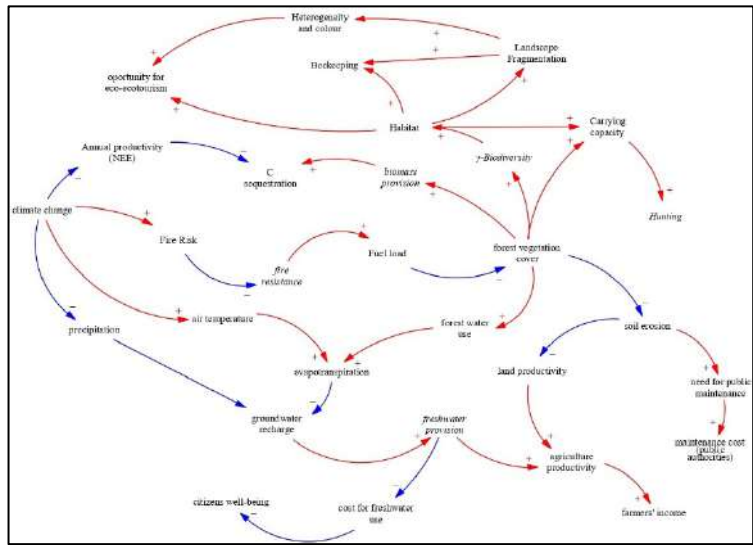 Heterogeneity
and colour
Landscape
Fragmentation
Beekeeping
oportunity for
eco-ecotourism
Habitat
Carrying
capacity
Annual productivity
(NEE)
C
sequestration
biomass
provision
γ-Biodiversity
Hunting
climate change
Fire Risk
fire
resistance
Fuel load
forest vegetation
cover
precipitation
air temperature
forest water
use
soil erosion
evapotranspiration
land productivity
need for public
maintenance
groundwater
recharge
freshwater
provision
agriculture
productivity
maintenance cost
(public
authorities)
citizens well-being
cost for freshwater
use
farmers' income